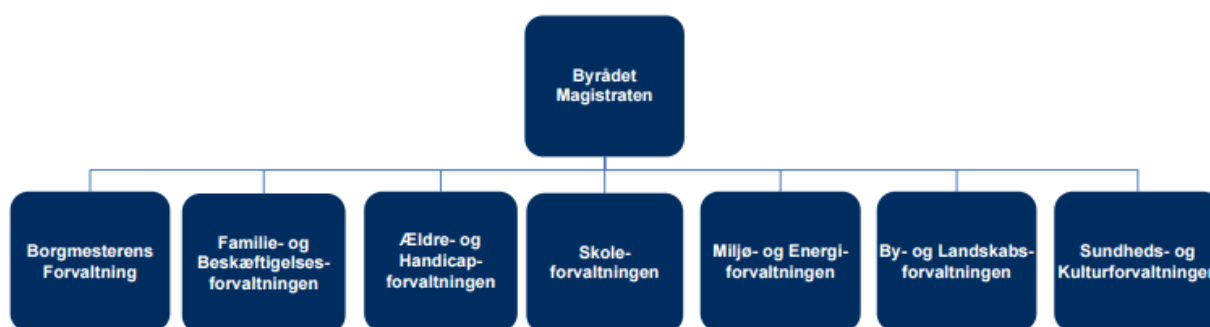 Byrådet
Magistraten
Borgmesterens
Forvaltning
Familie- og
Beskæftigelses-
forvaltningen
Ældre- og
Handicap-
forvaltningen
Skole-
forvaltningen
Miljø- og Energi-
forvaltningen
By- og Landskabs-
forvaltningen
Sundheds- og
Kulturforvaltningen